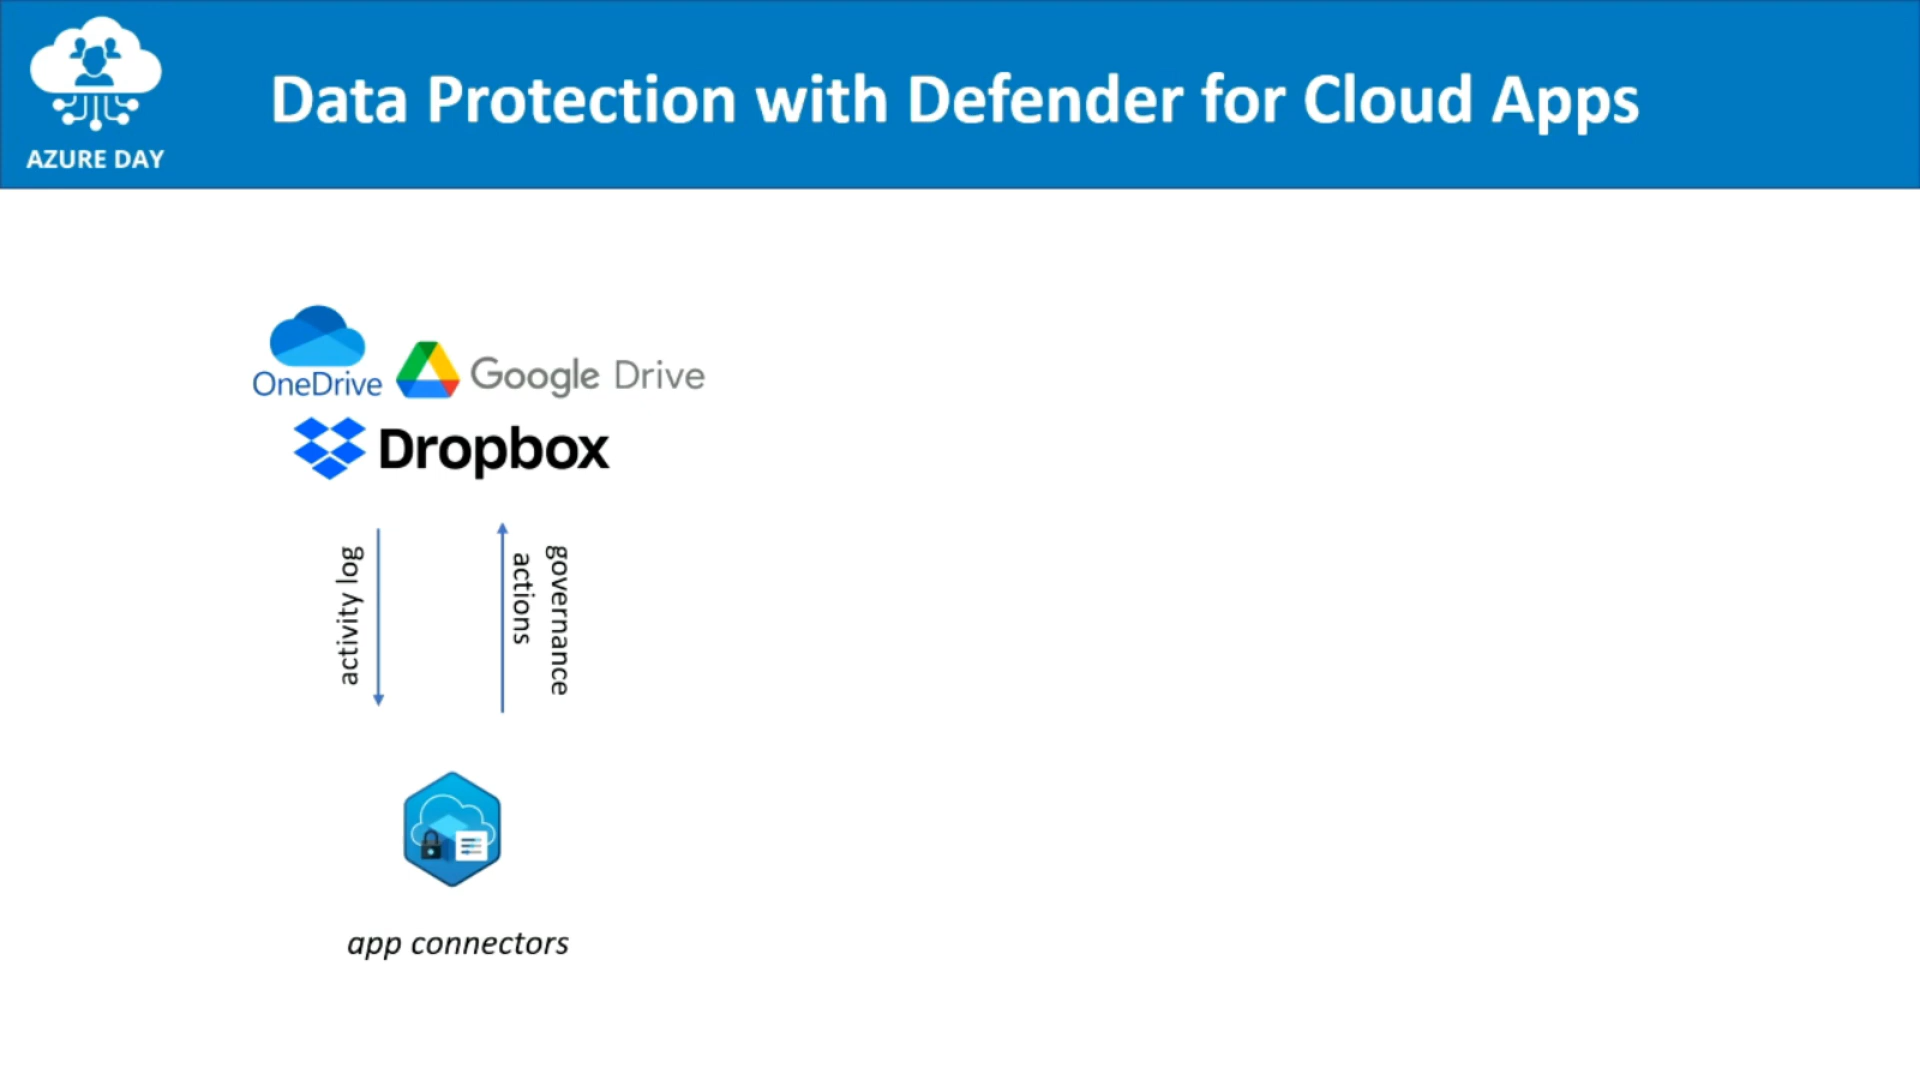 AZURE DAY
Data Protection with Defender for Cloud Apps
OneDrive
Google Drive
Dropbox
activity log
governance
actions
app connectors